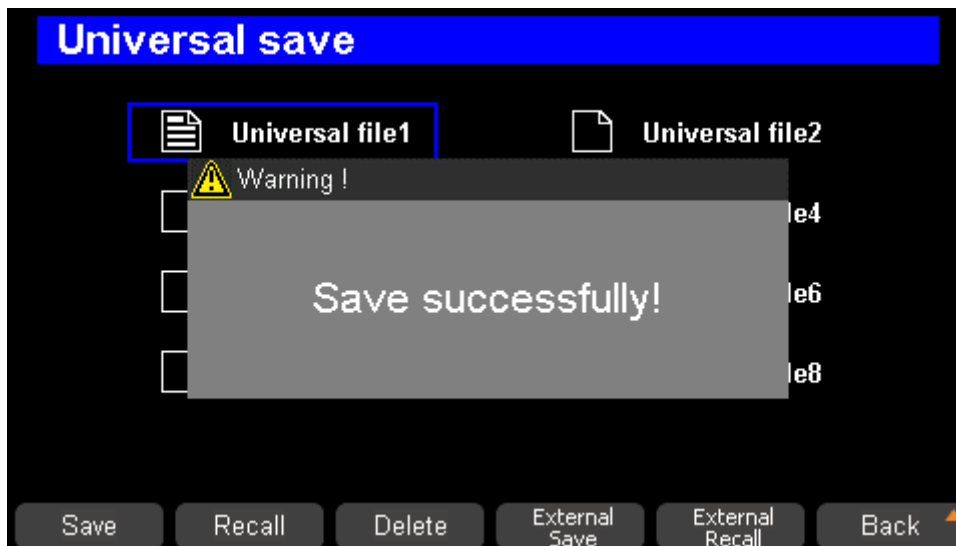 Universal save
Universal file1
Universal file2
Warning !
le4
Save successfully!
le6
le8
Save
Recall
Delete
External
Save
External
Recall
Back